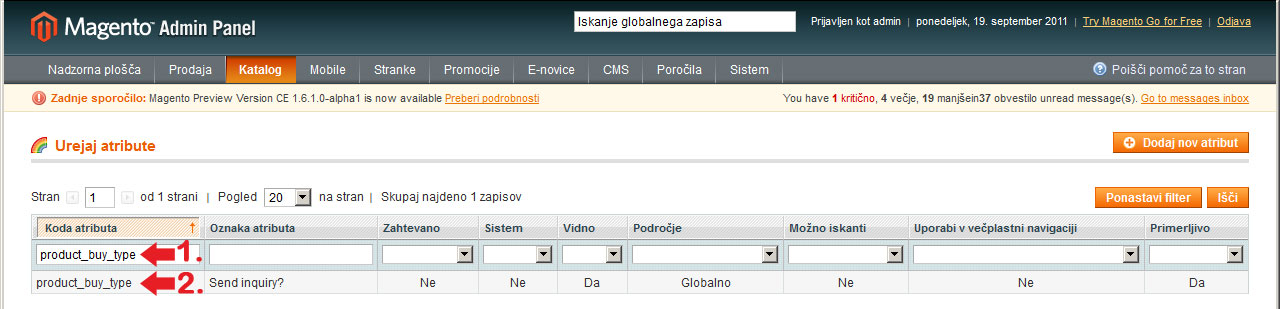 Magento™ Admin Panel Iskanje globalnega zapisa Prijavljen kot admin | ponedeljek, 19. september 2011 | Try Magento Go for Free | Odjava
Nadzorna plošča Prodaja Katalog Mobile Stranke Promocije E-novice CMS Poročila Sistem Poišči pomoč za to stran
Zadnje sporočilo: Magento Preview Version CE 1.6.1.0-alpha1 is now available Preberi podrobnosti You have 1 kritično, 4 večje, 19 manjšein37 obvestilo unread message(s). Go to messages inbox
Urejaj atribute Dodaj nov atribut
Stran 1 od 1 strani | Pogled 20 na stran | Skupaj najdeno 1 zapisov Ponastavi filter Išči
Koda atributa Oznaka atributa Zahtevano Sistem Vidno Področje Možno iskanti Uporabi v večplastni navigaciji Primerljivo
product_buy_type 1.
product_buy_type 2. Send inquiry? Ne Ne Da Globalno Ne Ne Da